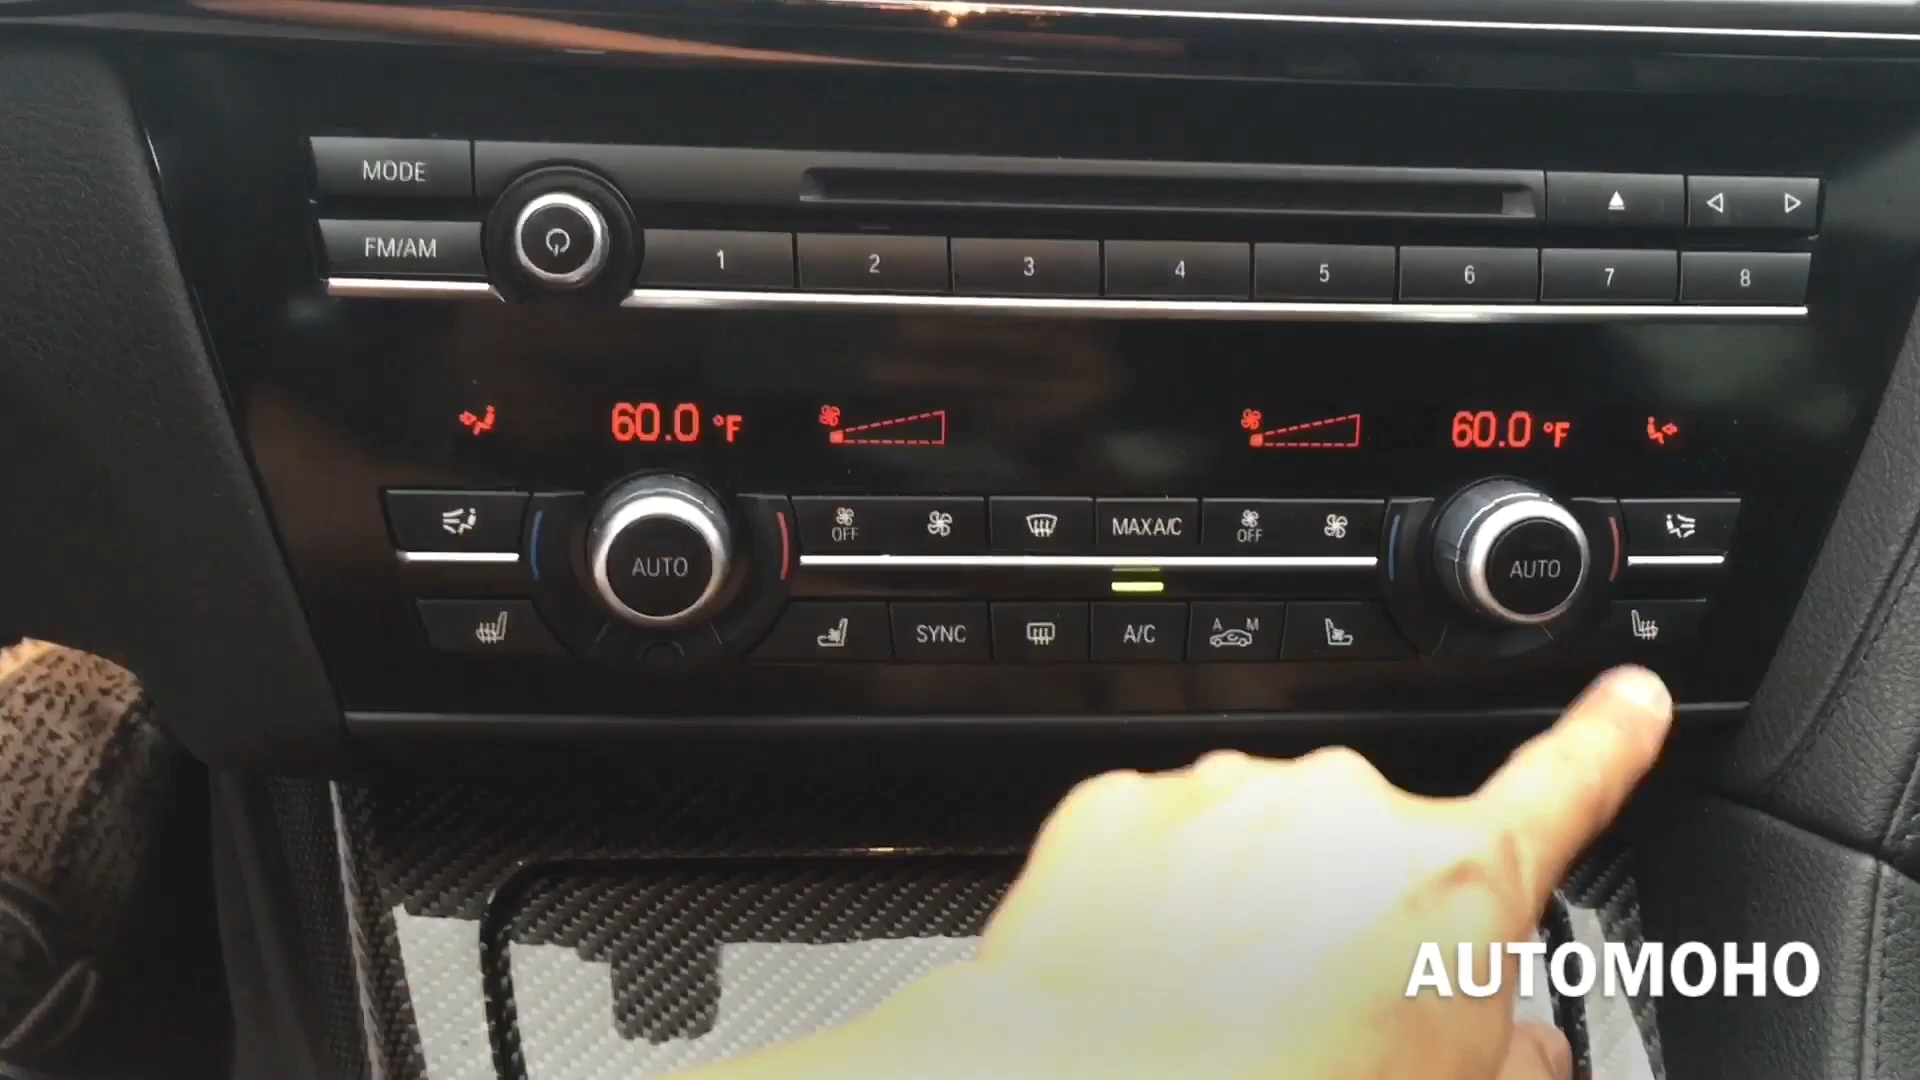 MODE
FM/AM
1 2 3 4 5 6 7 8
60.0 °F 60.0 °F
AUTO OFF MAX A/C OFF AUTO
SYNC A/C A M
AUTOMOHO